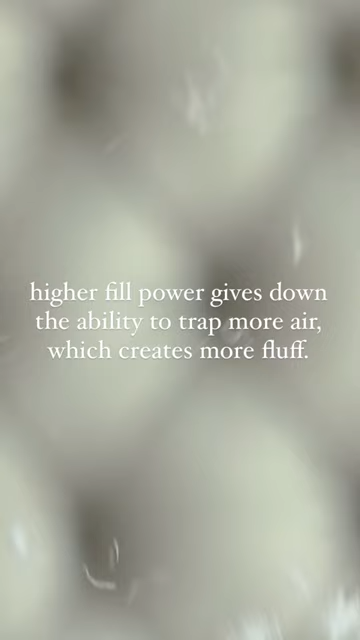 higher fill power gives down
the ability to trap more air,
which creates more fluff.